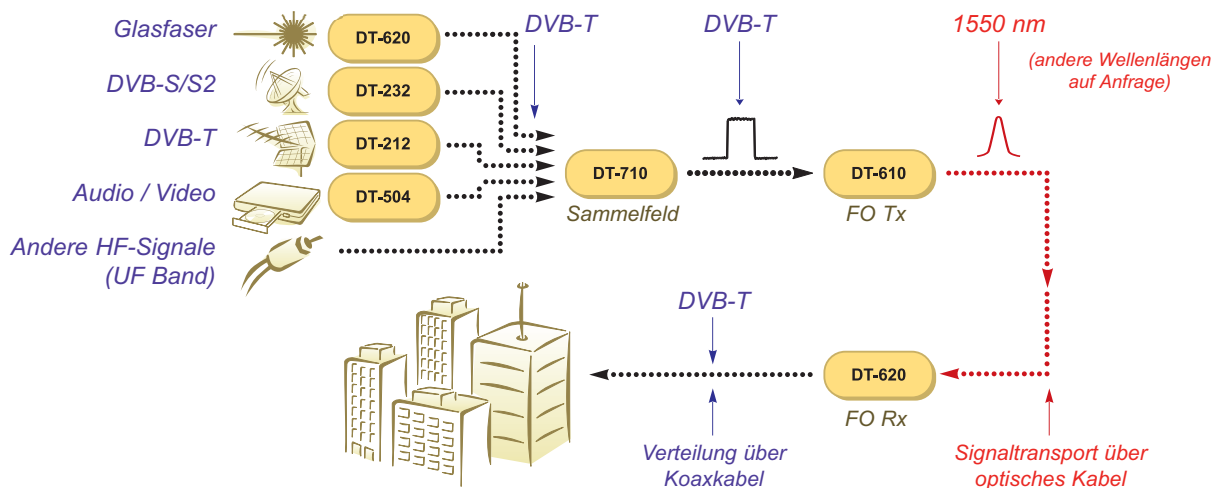 Glasfaser
DT-620
DVB-S/S2
DT-232
DVB-T
DT-212
Audio / Video
DT-504
Andere HF-Signale
(UF Band)
DVB-T
DT-710
Sammelfeld
DVB-T
DT-610
FO Tx
1550 nm
(andere Wellenlängen
auf Anfrage)
DVB-T
DT-620
FO Rx
Verteilung über
Koaxkabel
Signaltransport über
optisches Kabel